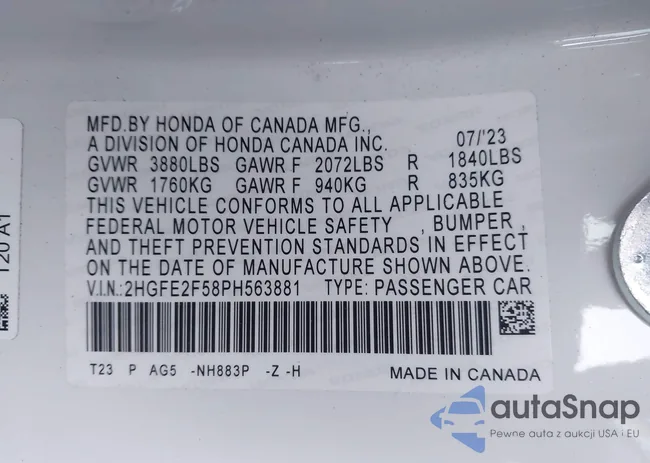 MFD.BY HONDA OF CANADA MFG.,
A DIVISION OF HONDA CANADA INC. 07/'23
GVWR 3880LBS GAWR F 2072LBS R 1840LBS
GVWR 1760KG GAWR F 940KG R 835KG
THIS VEHICLE CONFORMS TO ALL APPLICABLE
FEDERAL MOTOR VEHICLE SAFETY , BUMPER ,
AND THEFT PREVENTION STANDARDS IN EFFECT
ON THE DATE OF MANUFACTURE SHOWN ABOVE.
V.I.N.:2HGFE2F58PH563881 TYPE: PASSENGER CAR
T23 P AG5 -NH883P -Z -H MADE IN CANADA
T20 A1
autaSnap
Pewne auta z aukcji USA i EU